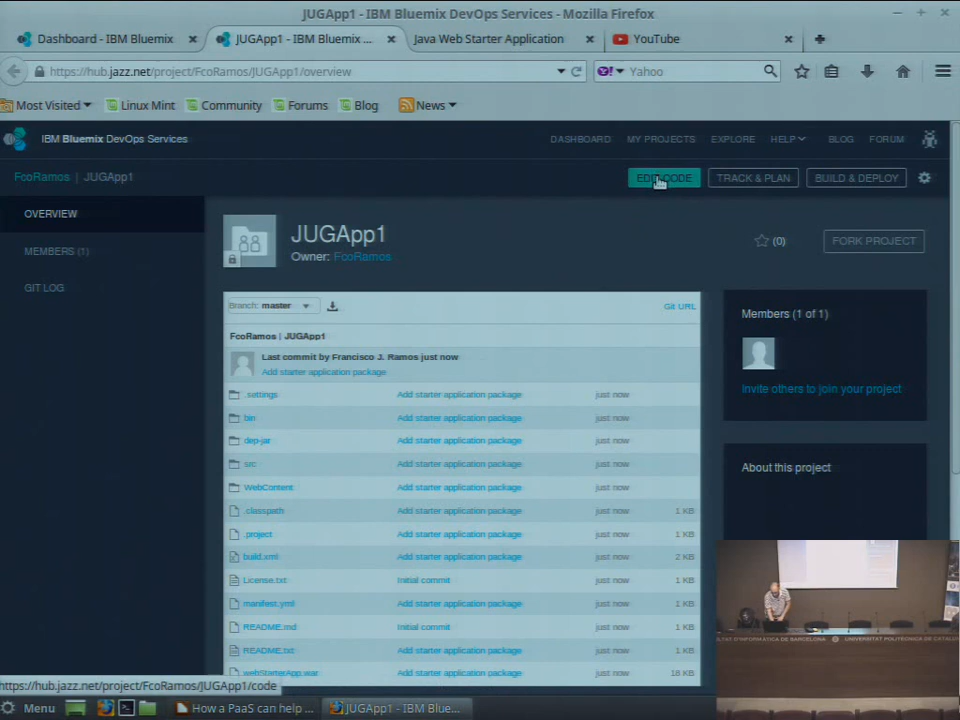 JUGApp1 - IBM Bluemix DevOps Services - Mozilla Firefox
Dashboard - IBM Bluemix
JUGApp1 - IBM Bluemix ...
Java Web Starter Application
YouTube
https://hub.jazz.net/project/FcoRamos/JUGApp1/overview
Yahoo
Most Visited
Linux Mint
Community
Forums
Blog
News
IBM Bluemix DevOps Services
DASHBOARD MY PROJECTS EXPLORE HELP BLOG FORUM
FcoRamos | JUGApp1
EDIT CODE
TRACK & PLAN
BUILD & DEPLOY
OVERVIEW
MEMBERS (1)
GIT LOG
JUGApp1
Owner: FcoRamos
(0)
FORK PROJECT
Branch: master
Git URL
FcoRamos | JUGApp1
Last commit by Francisco J. Ramos just now
Add starter application package
.settings Add starter application package just now
bin Add starter application package just now
dep-jar Add starter application package just now
src Add starter application package just now
WebContent Add starter application package just now
.classpath Add starter application package just now 1 KB
.project Add starter application package just now 1 KB
build.xml Add starter application package just now 2 KB
License.txt Initial commit just now 1 KB
manifest.yml Add starter application package just now 1 KB
README.md Initial commit just now 1 KB
README.txt Add starter application package just now 1 KB
webStarterApp.war Add starter application package just now 18 KB
Members (1 of 1)
Invite others to join your project
About this project
https://hub.jazz.net/project/FcoRamos/JUGApp1/code
Menu
How a PaaS can help ...
JUGApp1 - IBM Blue...
ULTAT D'INFORMATICA DE BARCELONA
UNIVERSITAT POLITÈCNICA DE CATALU